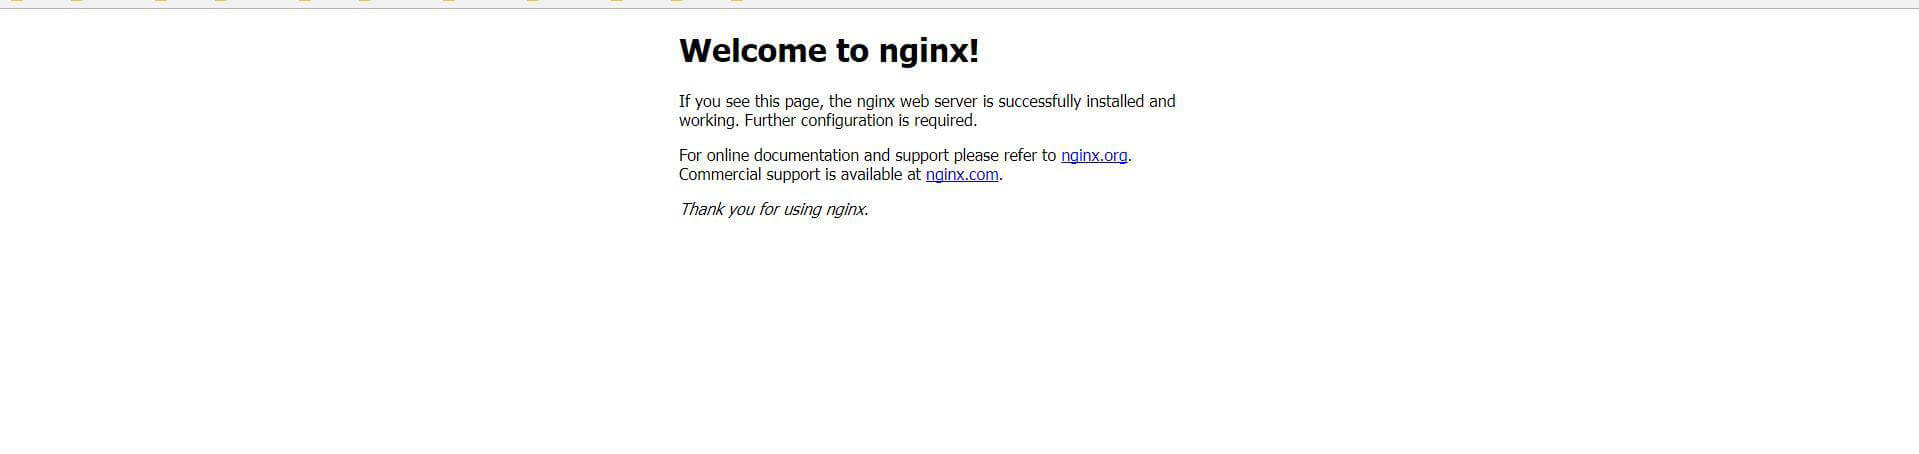 Welcome to nginx!
If you see this page, the nginx web server is successfully installed and
working. Further configuration is required.
For online documentation and support please refer to nginx.org.
Commercial support is available at nginx.com.
Thank you for using nginx.